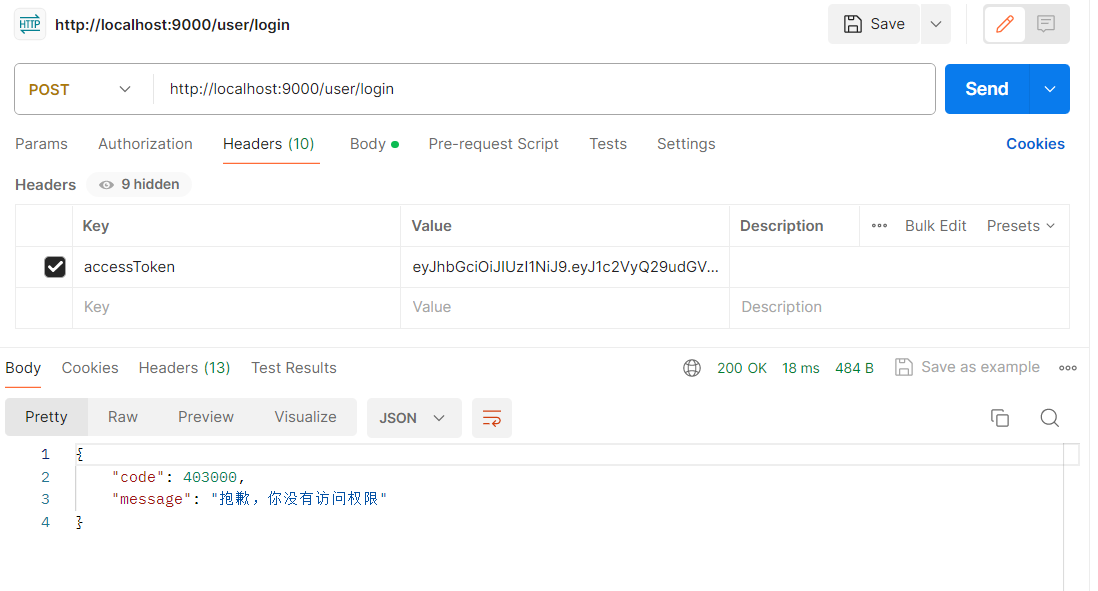 HTTP http://localhost:9000/user/login Save
POST http://localhost:9000/user/login Send
Params Authorization Headers (10) Body Pre-request Script Tests Settings Cookies
Headers 9 hidden
Key Value Description Bulk Edit Presets
accessToken eyJhbGciOiJIUzI1NiJ9.eyJ1c2VyQ29udGV...
Key Value Description
Body Cookies Headers (13) Test Results 200 OK 18 ms 484 B Save as example
Pretty Raw Preview Visualize JSON
1 {
2 "code": 403000,
3 "message": "抱歉，你没有访问权限"
4 }